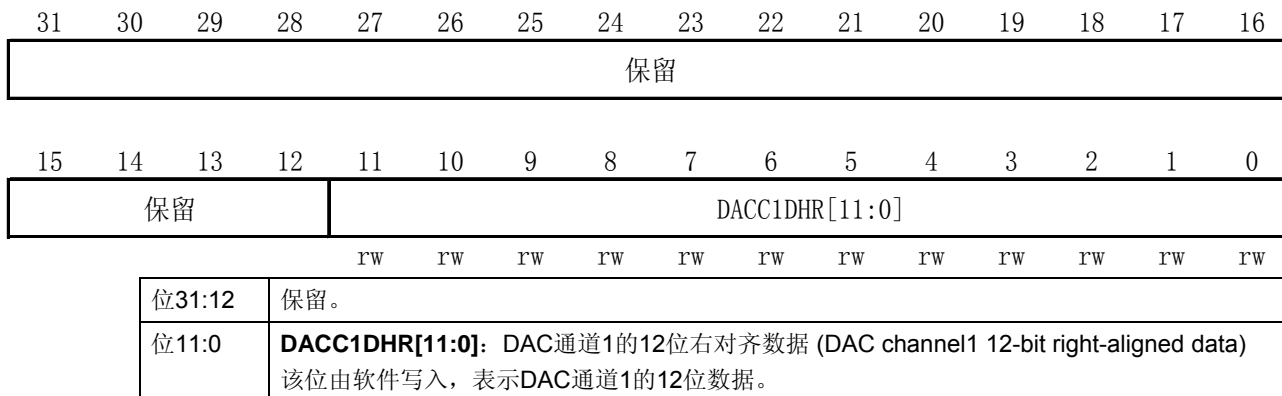 31 30 29 28 27 26 25 24 23 22 21 20 19 18 17 16
保留
15 14 13 12 11 10 9 8 7 6 5 4 3 2 1 0
保留 DACC1DHR[11:0]
rw rw rw rw rw rw rw rw rw rw rw rw
位31:12 保留。
位11:0 DACC1DHR[11:0]：DAC通道1的12位右对齐数据 (DAC channel1 12-bit right-aligned data)
该位由软件写入，表示DAC通道1的12位数据。